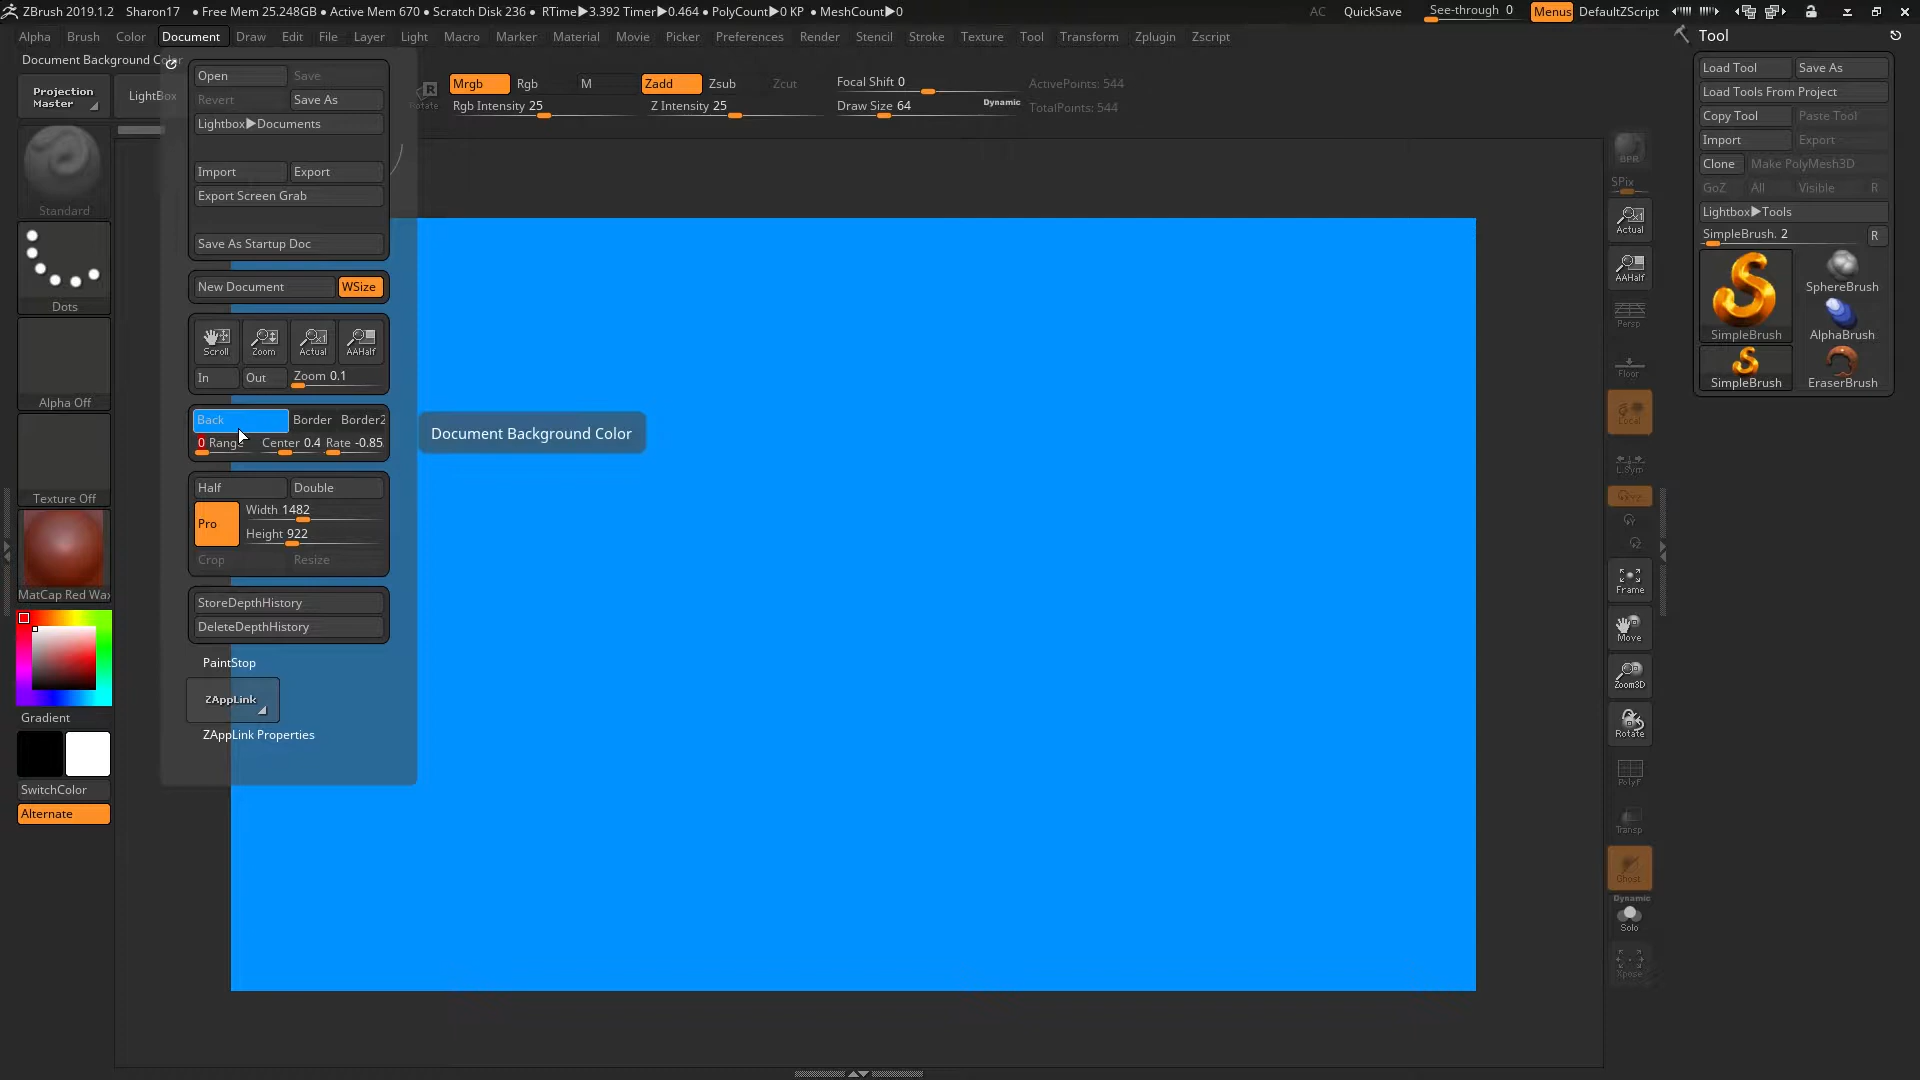 ZBrush 2019.1.2 Sharon17 ● Free Mem 25.248GB ● Active Mem 670 ● Scratch Disk 236 ● RTime▶3.392 Timer▶0.464 ● PolyCount▶0 KP ● MeshCount▶0 AC QuickSave See-through 0 Menus DefaultZScript
Alpha Brush Color Document Draw Edit File Layer Light Macro Marker Material Movie Picker Preferences Render Stencil Stroke Texture Tool Transform Zplugin Zscript
Document Background Color
Projection Master
LightBox
Rotate
Mrgb Rgb M Zadd Zsub Zcut Focal Shift 0 ActivePoints: 544
Rgb Intensity 25 Z Intensity 25 Draw Size 64 Dynamic TotalPoints: 544
Standard
Dots
Alpha Off
Texture Off
MatCap Red Wax
Gradient
SwitchColor
Alternate
Open Save
Revert Save As
Lightbox▶Documents
Import Export
Export Screen Grab
Save As Startup Doc
New Document WSize
Scroll Zoom Actual AAHalf
In Out Zoom 0.1
Back Border Border2
0 Range Center 0.4 Rate -0.85
Document Background Color
Half Double
Pro Width 1482
Height 922
Crop Resize
StoreDepthHistory
DeleteDepthHistory
PaintStop
ZAppLink
ZAppLink Properties
BPR
SPix
Actual
AAHalf
Persp
Floor
Local
L.Sym
Frame
Move
Zoom3D
Rotate
PolyF
Transp
Ghost
Dynamic
Solo
Xpose
Tool
Load Tool Save As
Load Tools From Project
Copy Tool Paste Tool
Import Export
Clone Make PolyMesh3D
GoZ All Visible R
Lightbox▶Tools
SimpleBrush. 2 R
SimpleBrush SphereBrush
AlphaBrush
SimpleBrush EraserBrush